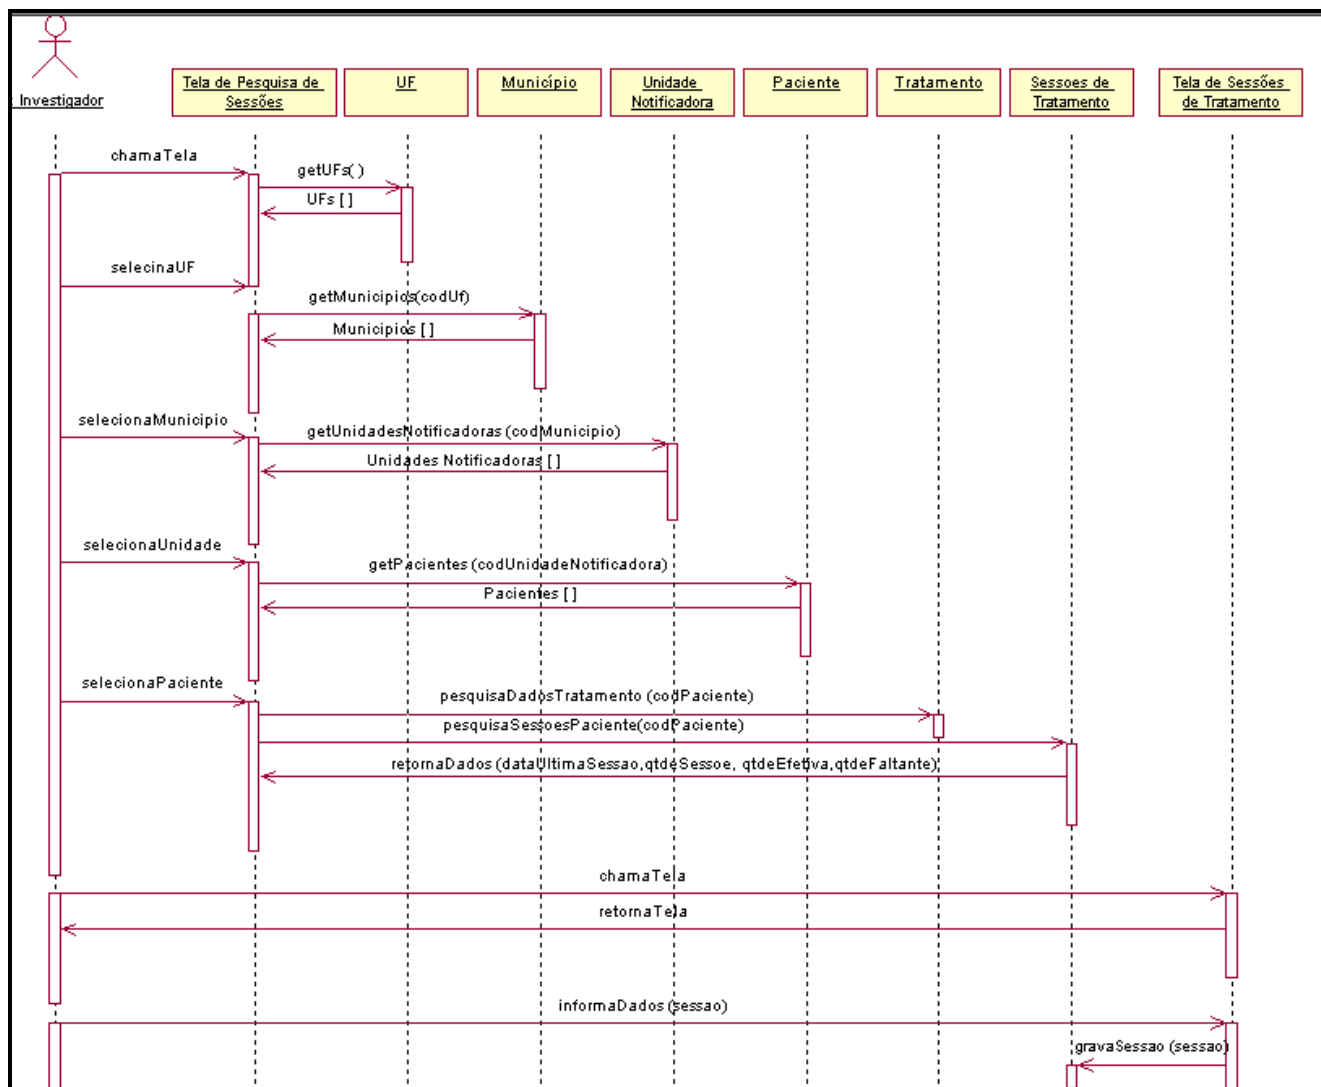 : Investigador
Tela de Pesquisa de
Sessões
UF
Município
Unidade
Notificadora
Paciente
Tratamento
Sessoes de
Tratamento
Tela de Sessões
de Tratamento
chamaTela
getUFs( )
UFs [ ]
selecinaUF
getMunicipios(codUf)
Municipios [ ]
selecionaMunicipio
getUnidadesNotificadoras (codMunicipio)
Unidades Notificadoras [ ]
selecionaUnidade
getPacientes (codUnidadeNotificadora)
Pacientes [ ]
selecionaPaciente
pesquisaDadosTratamento (codPaciente)
pesquisaSessoesPaciente(codPaciente)
retornaDados (dataUltimaSessao,qtdeSessoe, qtdeEfetiva,qtdeFaltante)
chamaTela
retornaTela
informaDados (sessao)
gravaSessao (sessao)